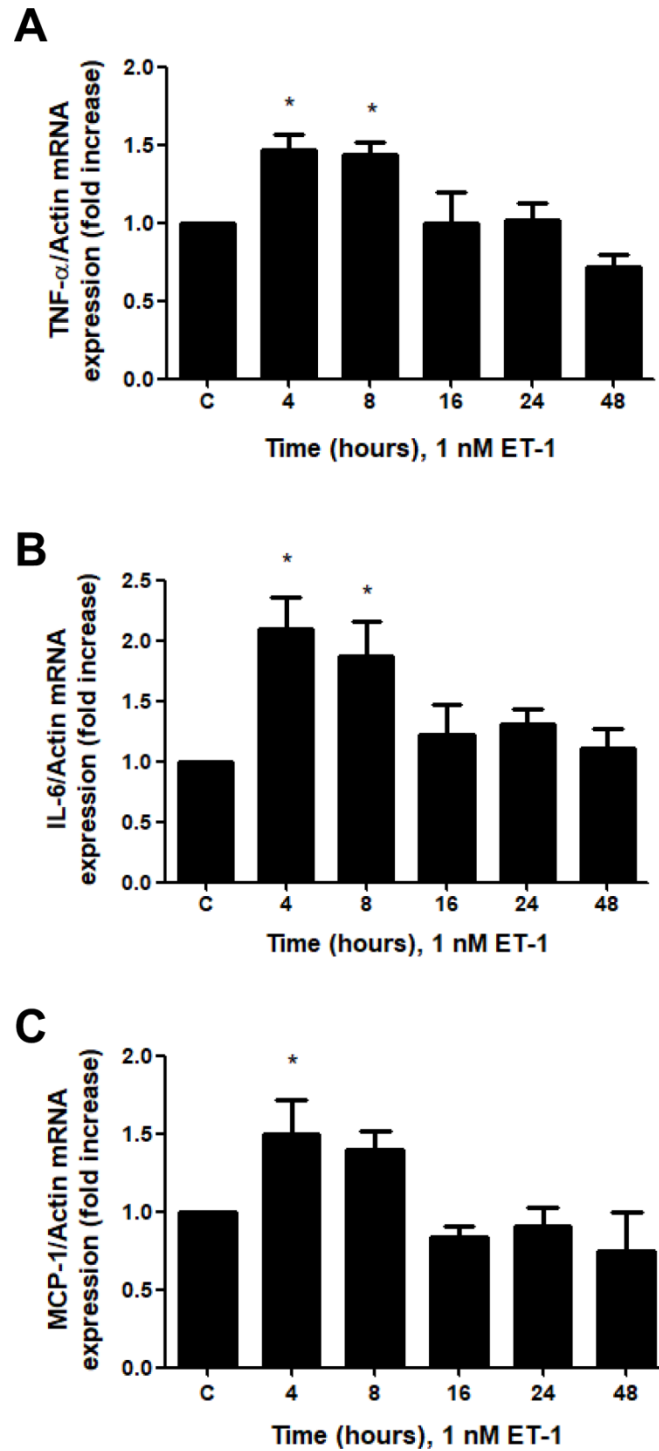 A
TNF-α/Actin mRNA
expression (fold increase)
2.0
1.5
1.0
0.5
0.0
* *
C 4 8 16 24 48
Time (hours), 1 nM ET-1
B
IL-6/Actin mRNA
expression (fold increase)
2.5
2.0
1.5
1.0
0.5
0.0
* *
C 4 8 16 24 48
Time (hours), 1 nM ET-1
C
MCP-1/Actin mRNA
expression (fold increase)
2.0
1.5
1.0
0.5
0.0
*
C 4 8 16 24 48
Time (hours), 1 nM ET-1